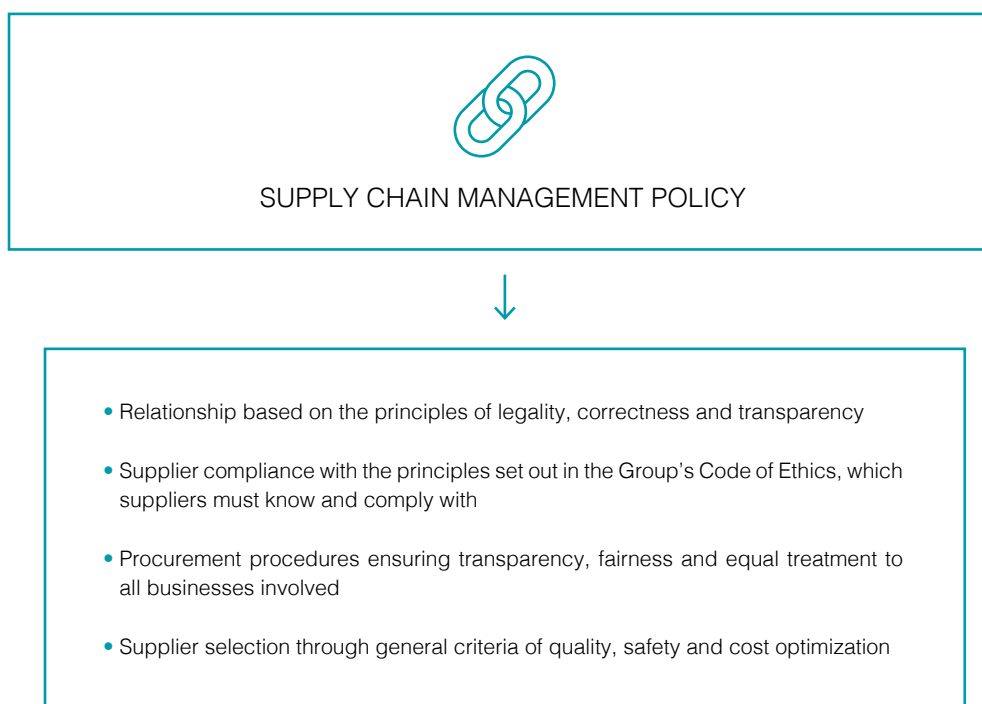 SUPPLY CHAIN MANAGEMENT POLICY
• Relationship based on the principles of legality, correctness and transparency
• Supplier compliance with the principles set out in the Group’s Code of Ethics, which
suppliers must know and comply with
• Procurement procedures ensuring transparency, fairness and equal treatment to
all businesses involved
• Supplier selection through general criteria of quality, safety and cost optimization